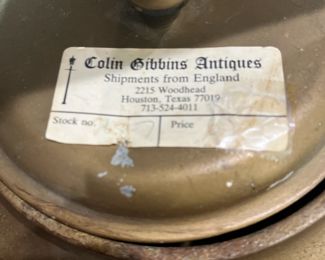 Colin Gibbins Antiques
Shipments from England
2215 Woodhead
Houston, Texas 77019
713-524-4011
Stock no. Price